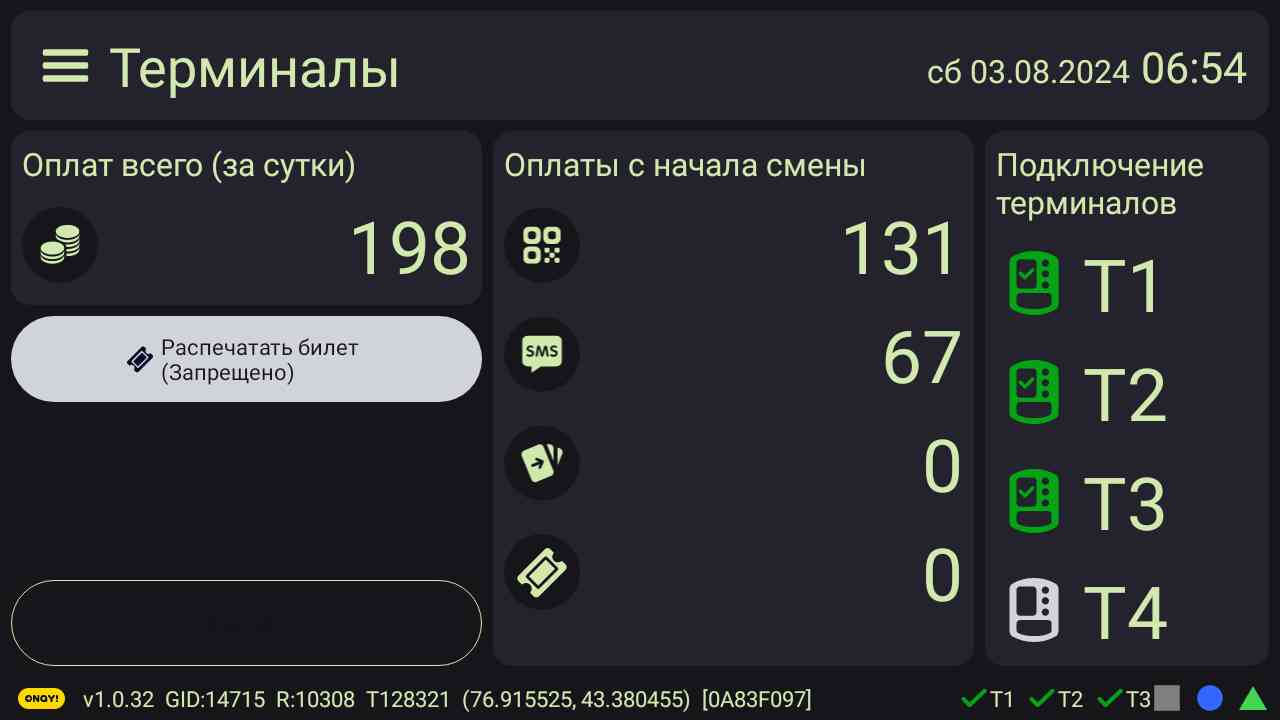 Терминалы
сб 03.08.2024 06:54
Оплат всего (за сутки)
198
Распечатать билет
(Запрещено)
Оплаты с начала смены
131
SMS
67
0
0
Подключение
терминалов
T1
T2
T3
T4
ONAY! v1.0.32 GID:14715 R:10308 T128321 (76.915525, 43.380455) [0A83F097] T1 T2 T3